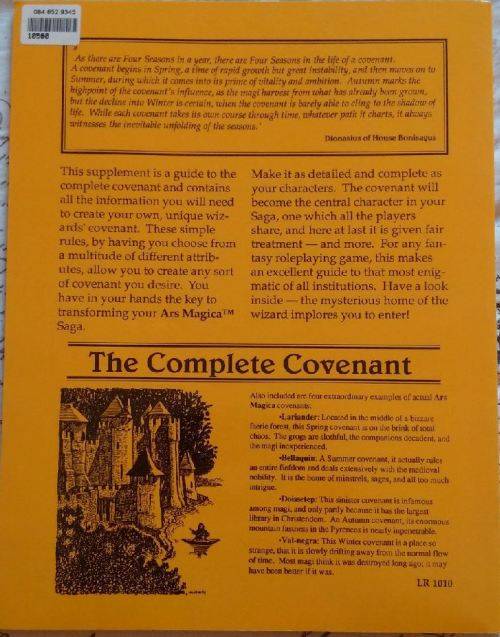 084 652 9345
10500
As there are Four Seasons in a year, there are Four Seasons in the life of a covenant.
A covenant begins in Spring, a time of rapid growth but great instability, and then moves on to
Summer, during which it comes into its prime of vitality and ambition. Autumn marks the
highpoint of the covenant's influence, as the magi harvest from what has already been grown,
but the decline into Winter is certain, when the covenant is barely able to cling to the shadow of
life. While each covenant takes its own course through time, whatever path it charts, it always
witnesses the inevitable unfolding of the seasons.'
Dionasius of House Bonisagus
This supplement is a guide to the
complete covenant and contains
all the information you will need
to create your own, unique wiz-
ards' covenant. These simple
rules, by having you choose from
a multitude of different attrib-
utes, allow you to create any sort
of covenant you desire. You
have in your hands the key to
transforming your Ars Magica™
Saga.
Make it as detailed and complete as
your characters. The covenant will
become the central character in your
Saga, one which all the players
share, and here at last it is given fair
treatment — and more. For any fan-
tasy roleplaying game, this makes
an excellent guide to that most enig-
matic of all institutions. Have a look
inside — the mysterious home of the
wizard implores you to enter!
The Complete Covenant
Also included are four extraordinary examples of actual Ars
Magica covenants:
•Lariander: Located in the middle of a bizzare
faerie forest, this Spring covenant is on the brink of total
chaos. The grogs are slothful, the companions decadent, and
the magi inexperienced.
•Bellaquin: A Summer covenant, it actually rules
an entire fiefdom and deals extensively with the medieval
nobility. It is the home of minstrels, sages, and all too much
intrigue.
•Doissetep: This sinister covenant is infamous
among magi, and only partly because it has the largest
library in Christendom. An Autumn covenant, its enormous
mountain fastness in the Pyrenees is nearly impenetrable.
•Val-negra: This Winter covenant is a place so
strange, that it is slowly drifting away from the normal flow
of time. Most magi think it was destroyed long ago; it may
have been better if it was.
LR 1010